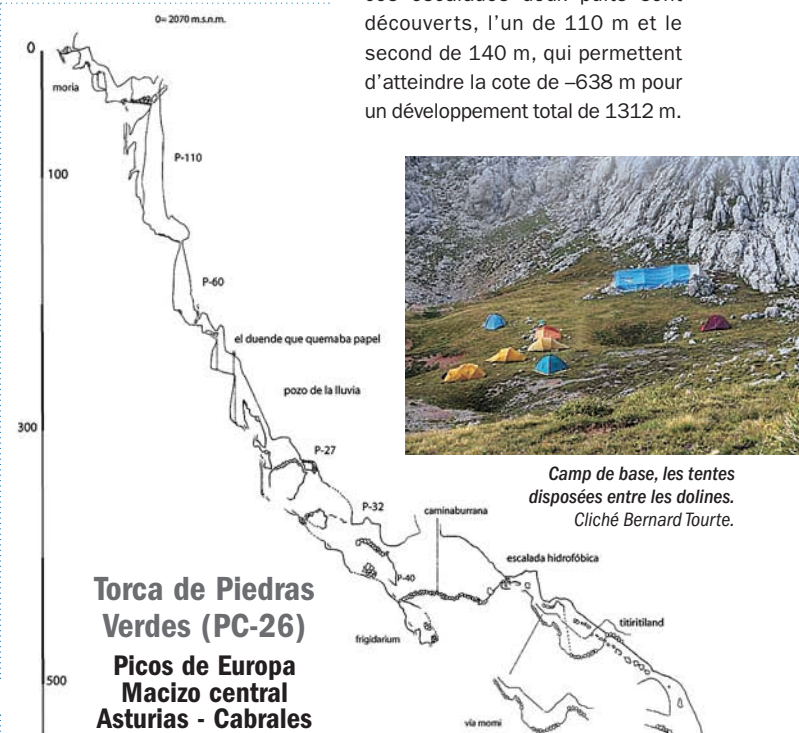 0= 2070 m.s.n.m.
découverts, l'un de 110 m et le
second de 140 m, qui permettent
d'atteindre la cote de –638 m pour
un développement total de 1312 m.
0
moria
P-110
100
P-60
el duende que quemaba papel
pozo de la lluvia
300
P-27
P-32
Camp de base, les tentes
disposées entre les dolines.
Cliché Bernard Tourte.
caminaburrana
escalada hidrofóbica
P-40
titiritiland
frigidarium
Torca de Piedras
Verdes (PC-26)
Picos de Europa
Macizo central
Asturias - Cabrales
500
vía momi